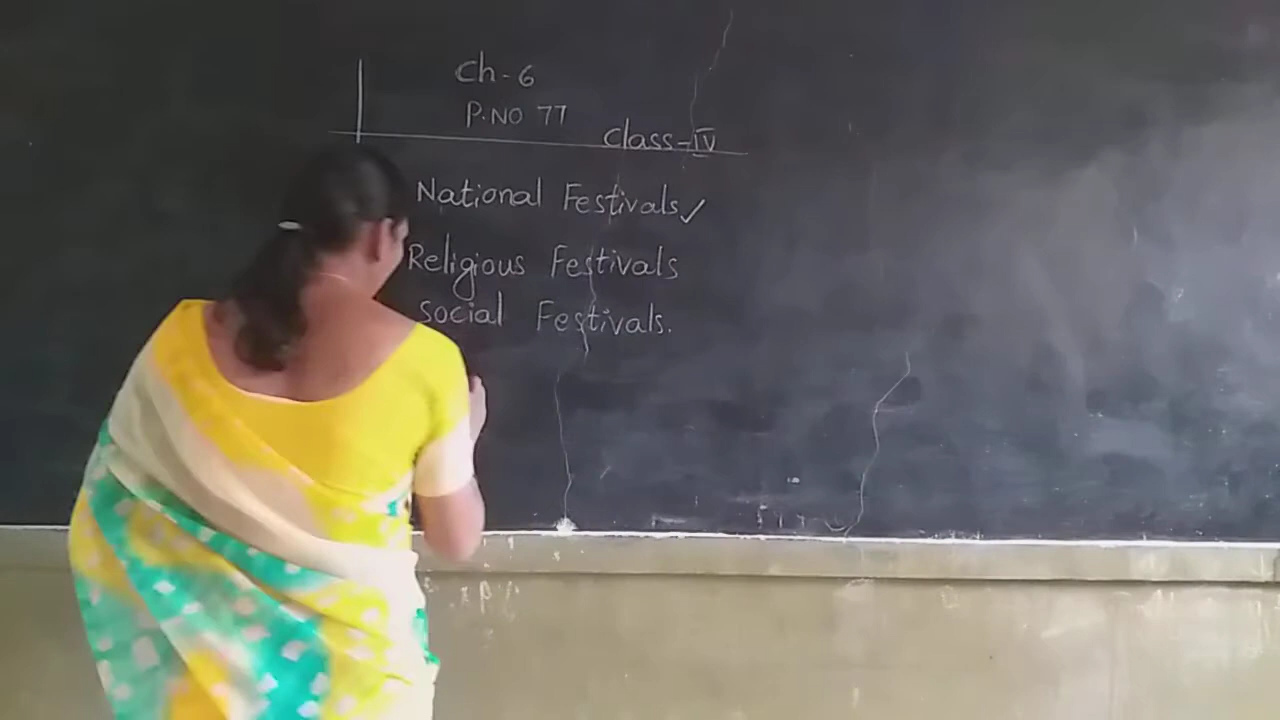 Ch-6
P.NO 77
Class-IV
National Festivals✓
Religious Festivals
Social Festivals.